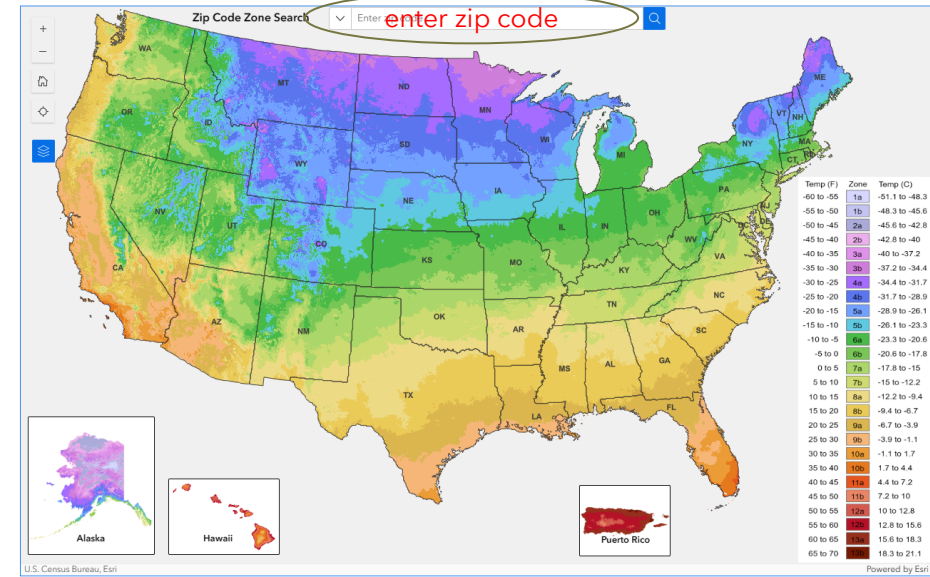 Zip Code Zone Search
Enter
enter zip code
+
−
WA
MT
ND
MN
ME
OR
ID
WI
VT
NH
SD
MI
NY
MA
WY
CT
RI
IA
NE
PA
NJ
NV
UT
CO
IL
IN
OH
DE
DC
WV
VA
CA
KS
MO
KY
NC
TN
AZ
NM
OK
AR
SC
MS
AL
GA
TX
LA
FL
Temp (F) Zone Temp (C)
-60 to -55 1a -51.1 to -48.3
-55 to -50 1b -48.3 to -45.6
-50 to -45 2a -45.6 to -42.8
-45 to -40 2b -42.8 to -40
-40 to -35 3a -40 to -37.2
-35 to -30 3b -37.2 to -34.4
-30 to -25 4a -34.4 to -31.7
-25 to -20 4b -31.7 to -28.9
-20 to -15 5a -28.9 to -26.1
-15 to -10 5b -26.1 to -23.3
-10 to -5 6a -23.3 to -20.6
-5 to 0 6b -20.6 to -17.8
0 to 5 7a -17.8 to -15
5 to 10 7b -15 to -12.2
10 to 15 8a -12.2 to -9.4
15 to 20 8b -9.4 to -6.7
20 to 25 9a -6.7 to -3.9
25 to 30 9b -3.9 to -1.1
30 to 35 10a -1.1 to 1.7
35 to 40 10b 1.7 to 4.4
40 to 45 11a 4.4 to 7.2
45 to 50 11b 7.2 to 10
50 to 55 12a 10 to 12.8
55 to 60 12b 12.8 to 15.6
60 to 65 13a 15.6 to 18.3
65 to 70 13b 18.3 to 21.1
Alaska
Hawaii
Puerto Rico
U.S. Census Bureau, Esri
Powered by Esri